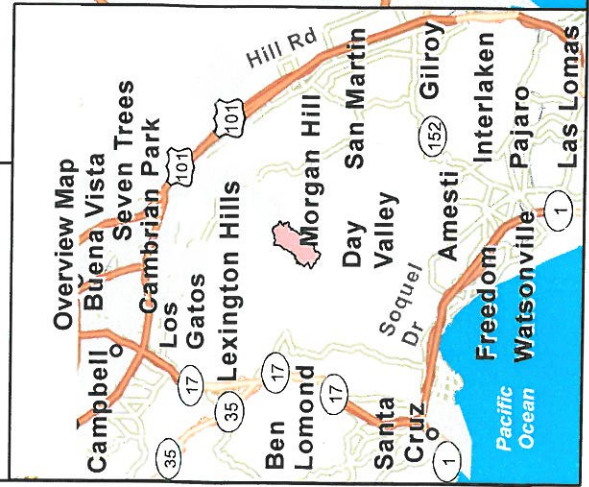 Overview Map
Campbell
Buena Vista
Seven Trees
Cambrian Park
Los
Gatos
101
101
Hill Rd
17
35
35
Lexington Hills
17
Ben
Lomond
17
Morgan Hill
Day
Valley
San Martin
Santa
Cruz
1
Soquel
Dr
Amesti
152
Gilroy
Freedom
Interlaken
Watsonville
Pajaro
1
Las Lomas
Pacific
Ocean